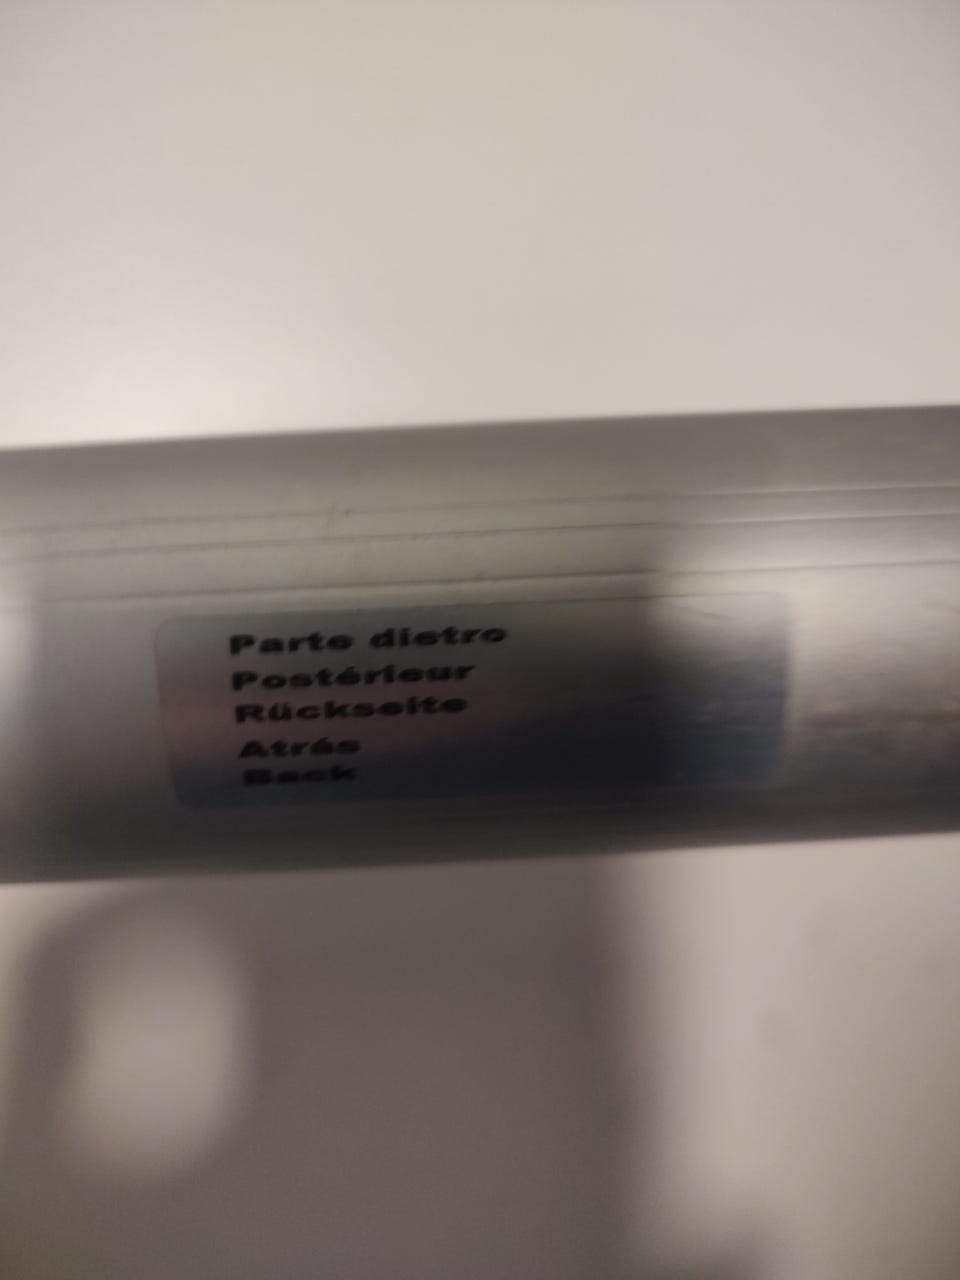 Parte dietro
Postérieur
Rückseite
Atrás
Back